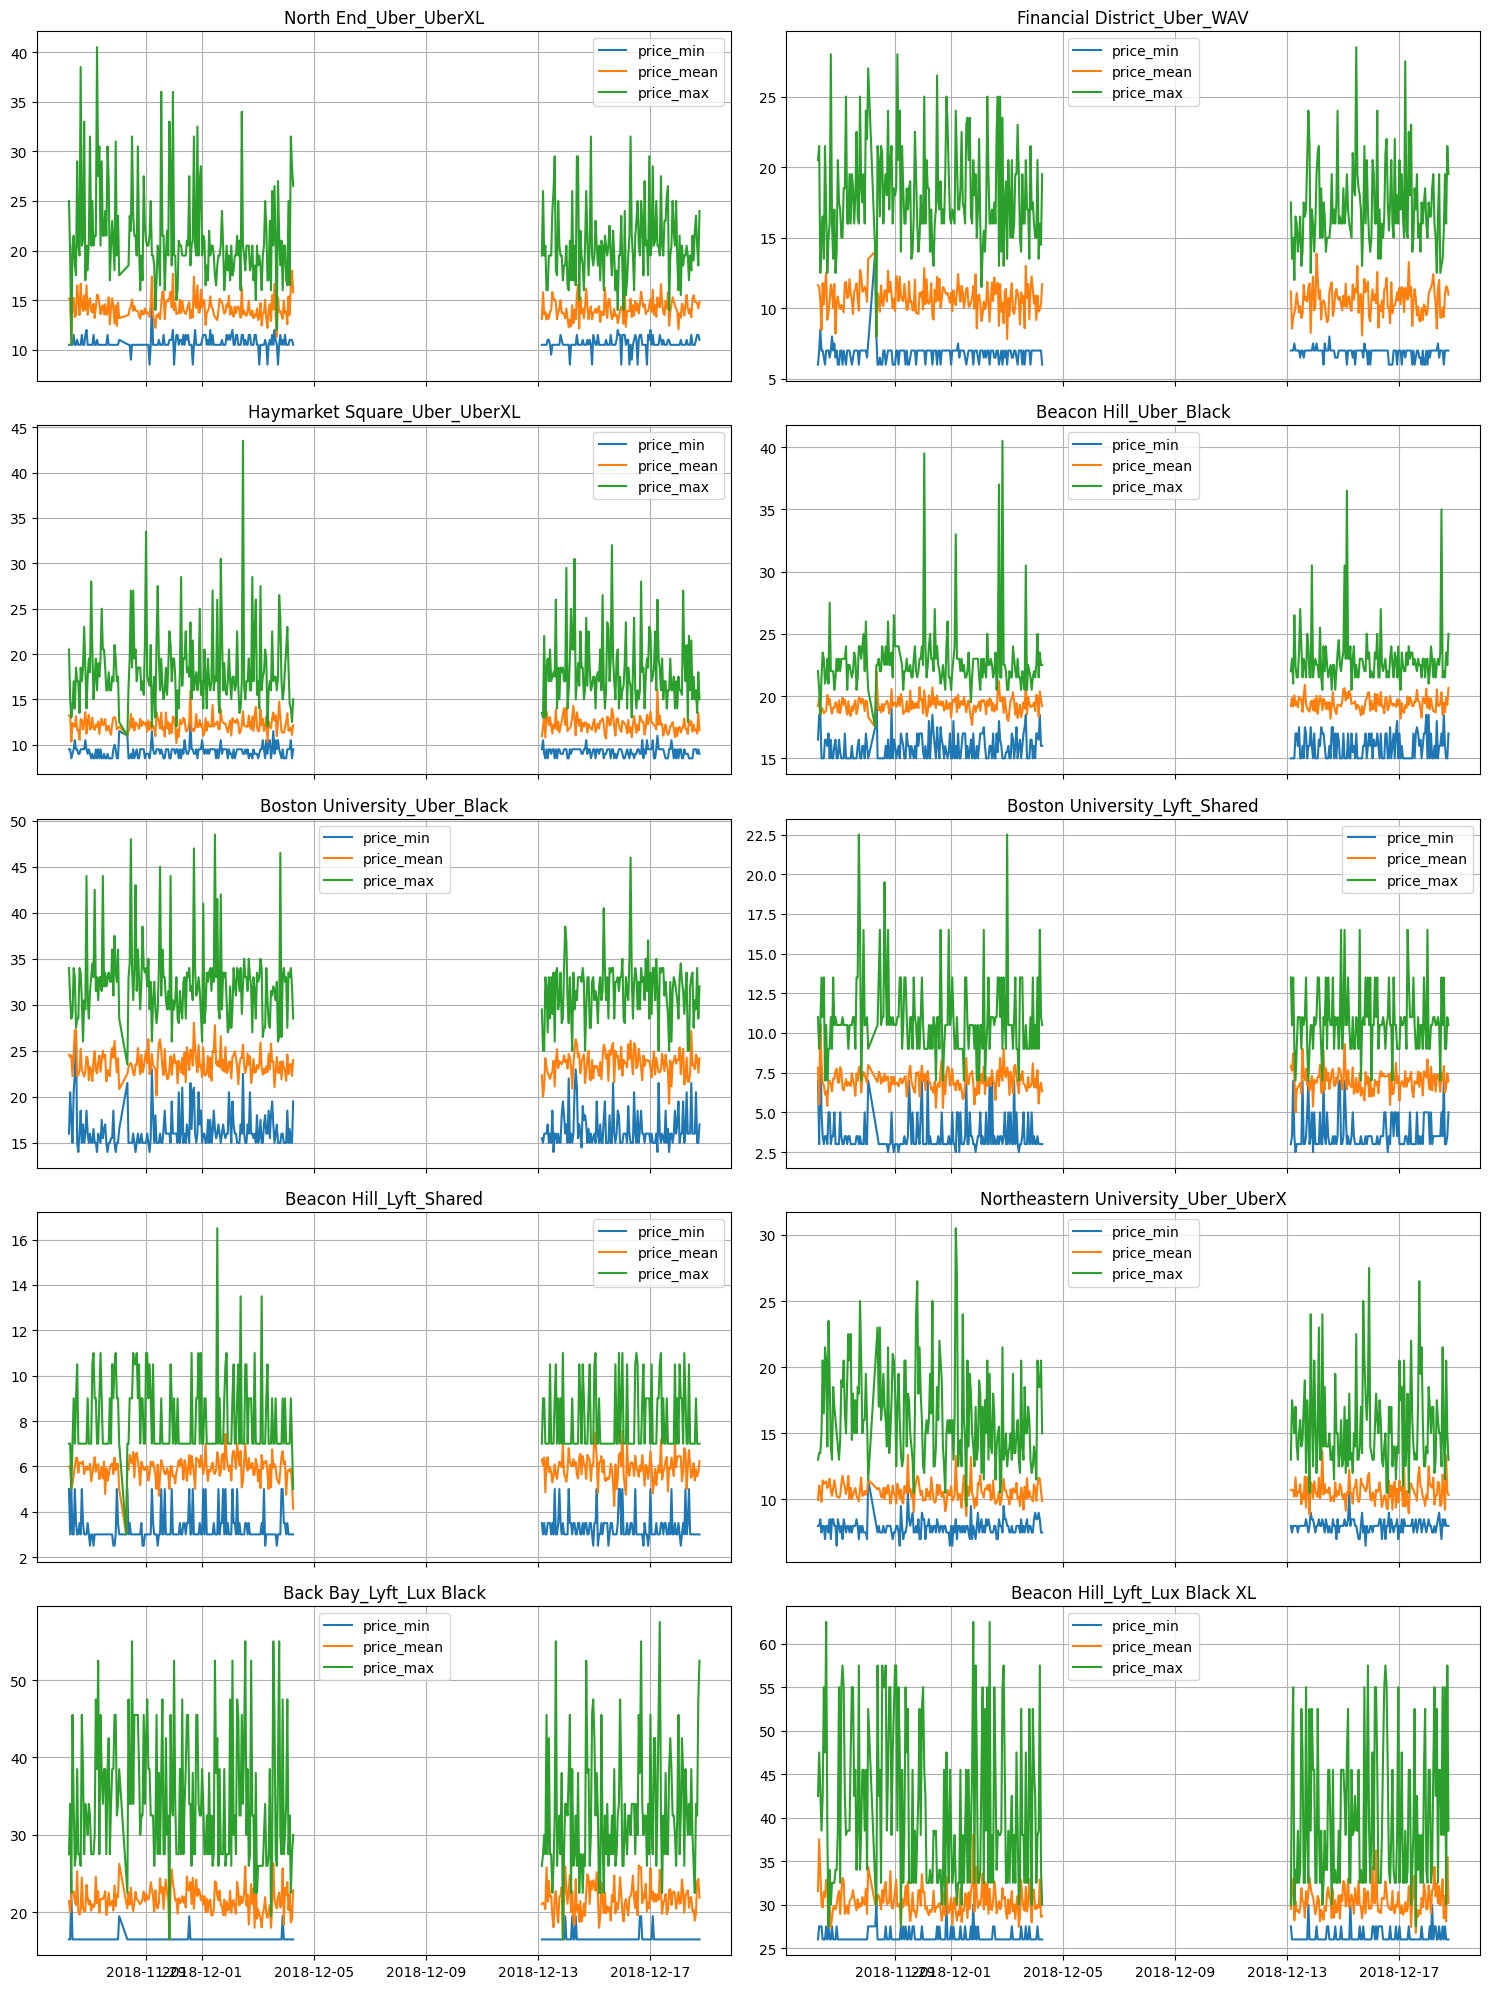 North End_Uber_UberXL
40
35
30
25
20
15
10
price_min
price_mean
price_max
Financial District_Uber_WAV
25
20
15
10
5
price_min
price_mean
price_max
Haymarket Square_Uber_UberXL
45
40
35
30
25
20
15
10
price_min
price_mean
price_max
Beacon Hill_Uber_Black
40
35
30
25
20
15
price_min
price_mean
price_max
Boston University_Uber_Black
50
45
40
35
30
25
20
15
price_min
price_mean
price_max
Boston University_Lyft_Shared
22.5
20.0
17.5
15.0
12.5
10.0
7.5
5.0
2.5
price_min
price_mean
price_max
Beacon Hill_Lyft_Shared
16
14
12
10
8
6
4
2
price_min
price_mean
price_max
Northeastern University_Uber_UberX
30
25
20
15
10
price_min
price_mean
price_max
Back Bay_Lyft_Lux Black
50
40
30
20
price_min
price_mean
price_max
2018-11-29
2018-12-01
2018-12-05
2018-12-09
2018-12-13
2018-12-17
Beacon Hill_Lyft_Lux Black XL
60
55
50
45
40
35
30
25
price_min
price_mean
price_max
2018-11-29
2018-12-01
2018-12-05
2018-12-09
2018-12-13
2018-12-17